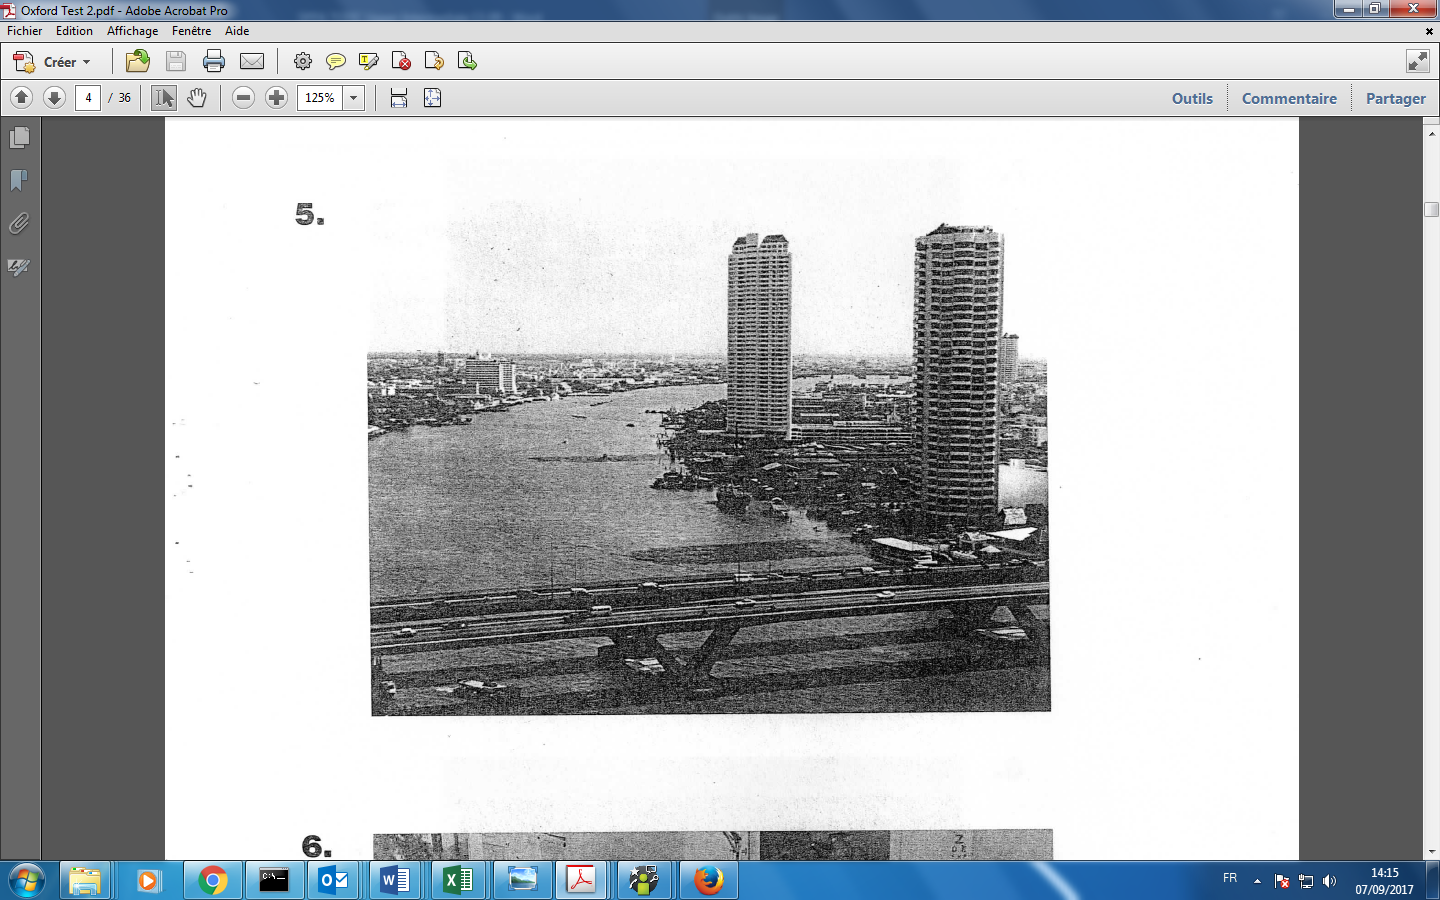 Oxford Test 2.pdf - Adobe Acrobat Pro
Fichier Edition Affichage Fenêtre Aide
Créer
4 / 36 125% Outils Commentaire Partager
5.
6.
FR 14:15
07/09/2017